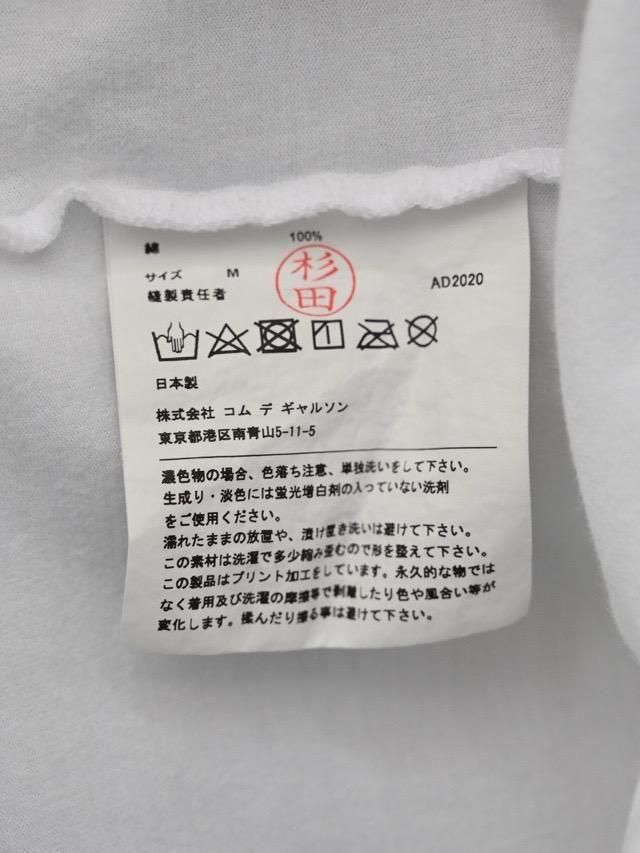 綿 100%
サイズ M
縫製責任者 杉田 AD2020
日本製
株式会社 コム デ ギャルソン
東京都港区南青山5-11-5
濃色物の場合、色落ち注意、単独洗いをして下さい。
生成り・淡色には蛍光増白剤の入っていない洗剤
をご使用ください。
濡れたままの放置や、漬け置き洗いは避けて下さい。
この素材は洗濯で多少縮み歪むので形を整えて下さい。
この製品はプリント加工をしています。永久的な物では
なく着用及び洗濯の摩擦等で剥離したり色や風合い等が
変化します。揉んだり擦る事は避けて下さい。